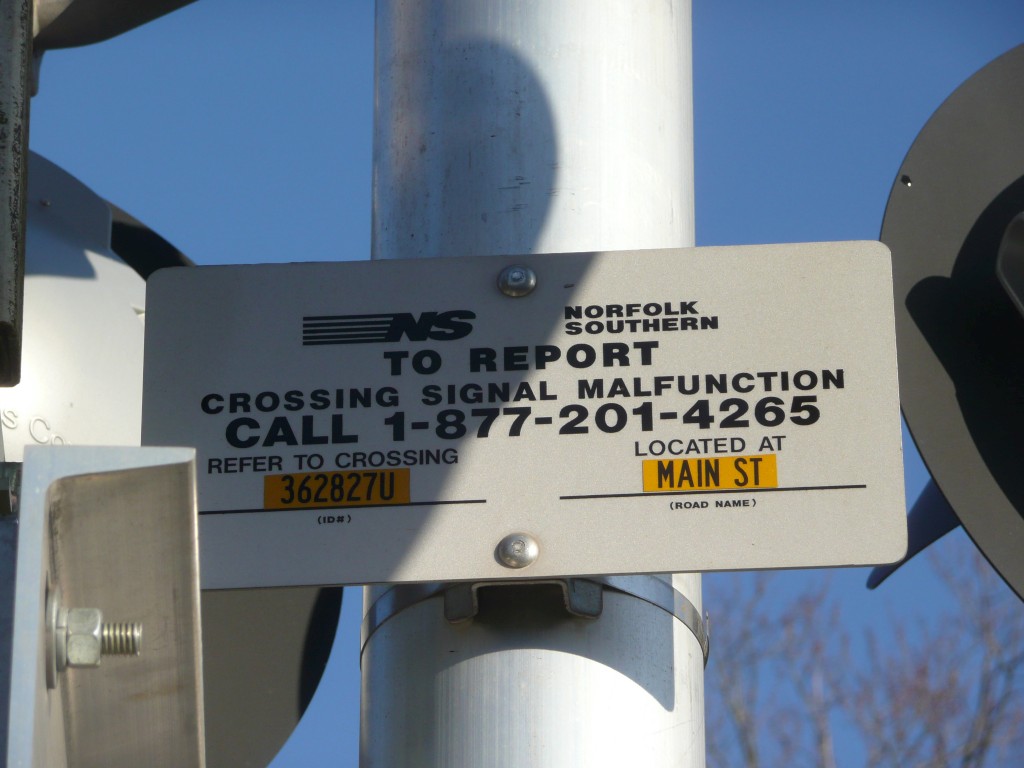 NS NORFOLK
SOUTHERN
TO REPORT
CROSSING SIGNAL MALFUNCTION
CALL 1-877-201-4265
REFER TO CROSSING LOCATED AT
362827U MAIN ST
(ID#) (ROAD NAME)